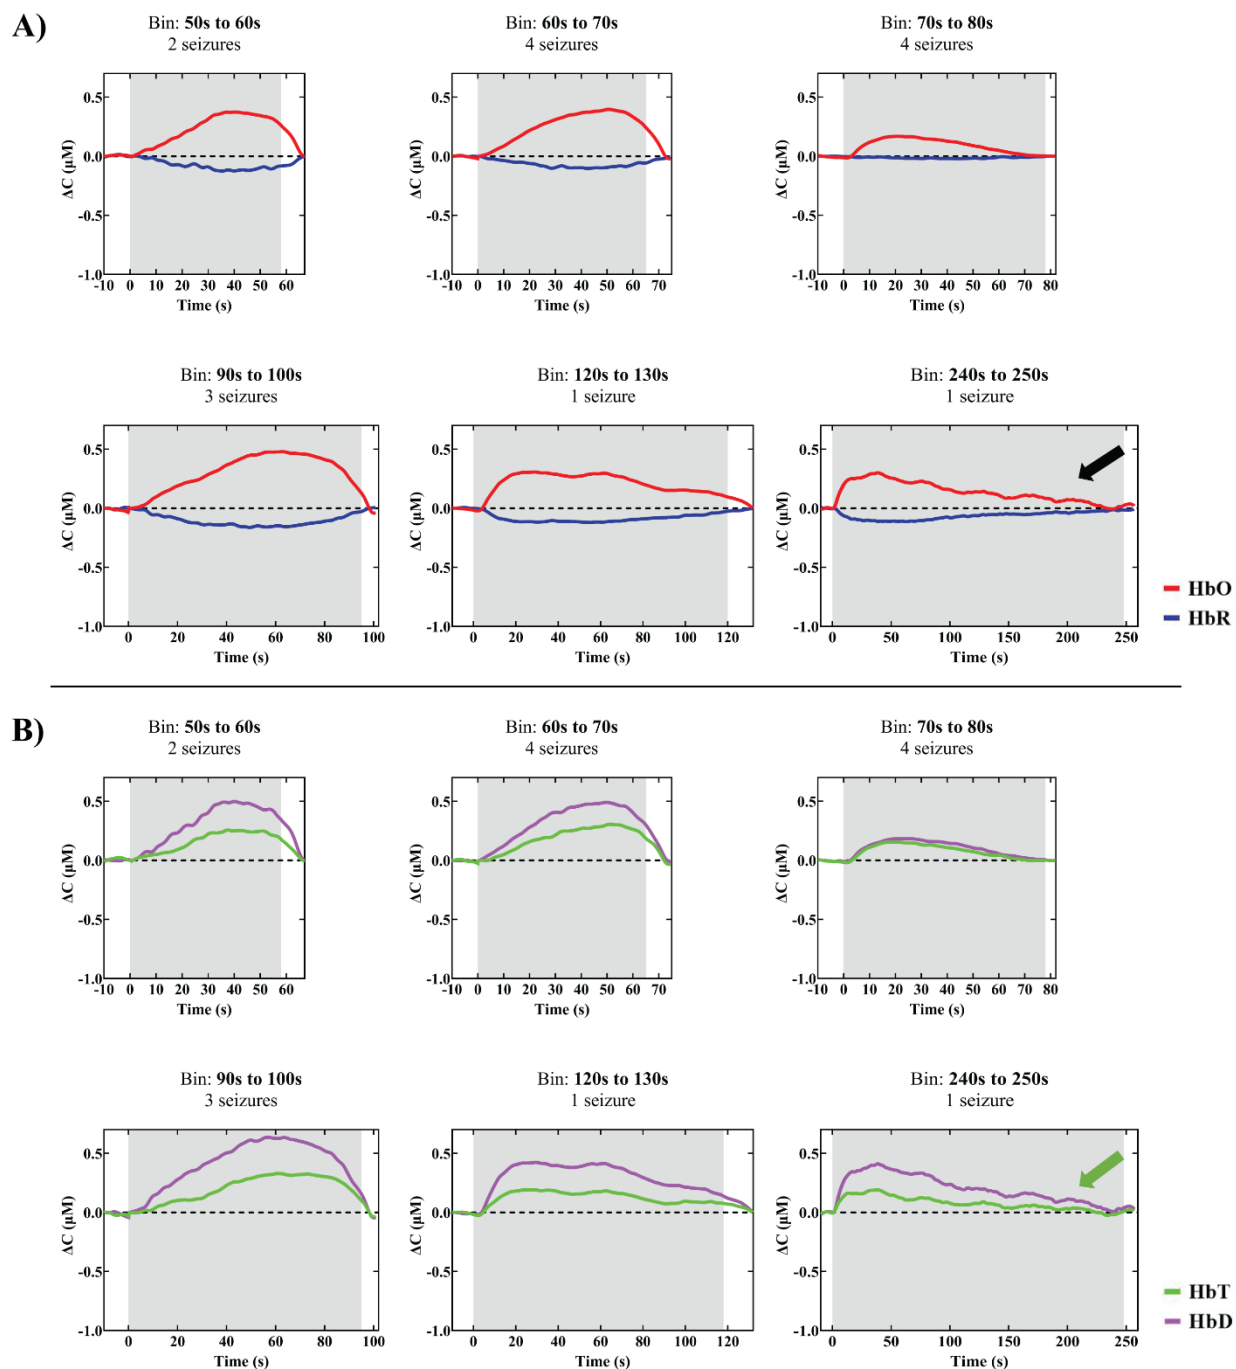 A)
Bin: 50s to 60s
2 seizures
Bin: 60s to 70s
4 seizures
Bin: 70s to 80s
4 seizures
0.5
0.0
-0.5
-1.0
ΔC (μM)
-10 0 10 20 30 40 50 60
Time (s)
0.5
0.0
-0.5
-1.0
ΔC (μM)
-10 0 10 20 30 40 50 60 70
Time (s)
0.5
0.0
-0.5
-1.0
ΔC (μM)
-10 0 10 20 30 40 50 60 70 80
Time (s)
Bin: 90s to 100s
3 seizures
Bin: 120s to 130s
1 seizure
Bin: 240s to 250s
1 seizure
0.5
0.0
-0.5
-1.0
ΔC (μM)
0 20 40 60 80 100
Time (s)
0.5
0.0
-0.5
-1.0
ΔC (μM)
0 20 40 60 80 100 120
Time (s)
0.5
0.0
-0.5
-1.0
ΔC (μM)
0 50 100 150 200 250
Time (s)
HbO
HbR
B)
Bin: 50s to 60s
2 seizures
Bin: 60s to 70s
4 seizures
Bin: 70s to 80s
4 seizures
0.5
0.0
-0.5
-1.0
ΔC (μM)
-10 0 10 20 30 40 50 60
Time (s)
0.5
0.0
-0.5
-1.0
ΔC (μM)
-10 0 10 20 30 40 50 60 70
Time (s)
0.5
0.0
-0.5
-1.0
ΔC (μM)
-10 0 10 20 30 40 50 60 70 80
Time (s)
Bin: 90s to 100s
3 seizures
Bin: 120s to 130s
1 seizure
Bin: 240s to 250s
1 seizure
0.5
0.0
-0.5
-1.0
ΔC (μM)
0 20 40 60 80 100
Time (s)
0.5
0.0
-0.5
-1.0
ΔC (μM)
0 20 40 60 80 100 120
Time (s)
0.5
0.0
-0.5
-1.0
ΔC (μM)
0 50 100 150 200 250
Time (s)
HbT
HbD